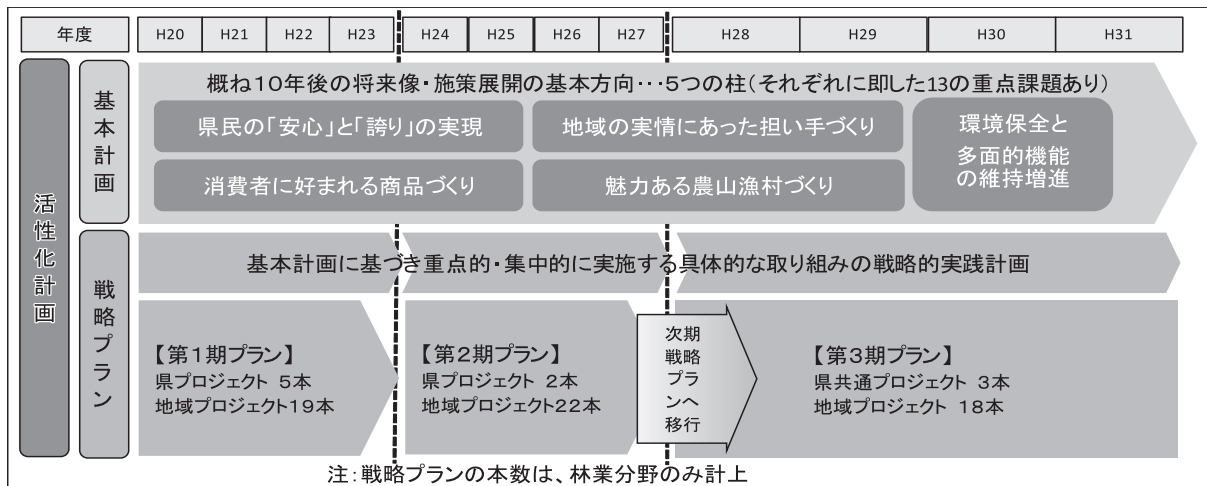 年度 H20 H21 H22 H23 H24 H25 H26 H27 H28 H29 H30 H31
活性化計画
基本計画
概ね10年後の将来像・施策展開の基本方向…5つの柱(それぞれに即した13の重点課題あり)
県民の「安心」と「誇り」の実現
地域の実情にあった担い手づくり
環境保全と
多面的機能
の維持増進
消費者に好まれる商品づくり
魅力ある農山漁村づくり
戦略プラン
基本計画に基づき重点的・集中的に実施する具体的な取り組みの戦略的実践計画
【第1期プラン】
県プロジェクト 5本
地域プロジェクト19本
【第2期プラン】
県プロジェクト 2本
地域プロジェクト22本
次期
戦略
プラ
ンへ
移行
【第3期プラン】
県共通プロジェクト 3本
地域プロジェクト 18本
注:戦略プランの本数は、林業分野のみ計上